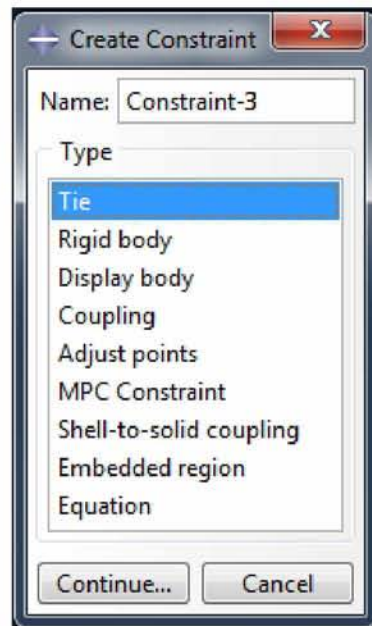 Create Constraint
Name: Constraint-3
Type
Tie
Rigid body
Display body
Coupling
Adjust points
MPC Constraint
Shell-to-solid coupling
Embedded region
Equation
Continue... Cancel